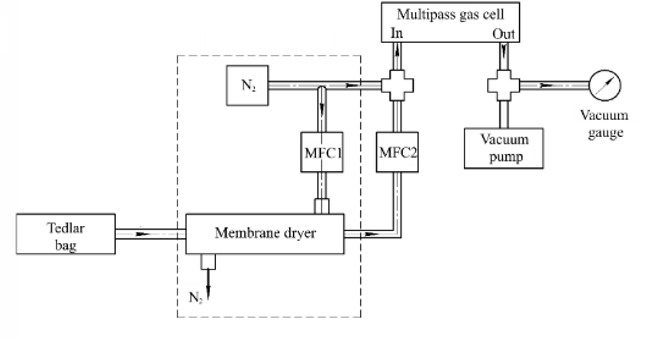 Multipass gas cell
In
Out
N₂
Vacuum
gauge
MFC1
MFC2
Vacuum
pump
Tedlar
bag
Membrane dryer
N₂